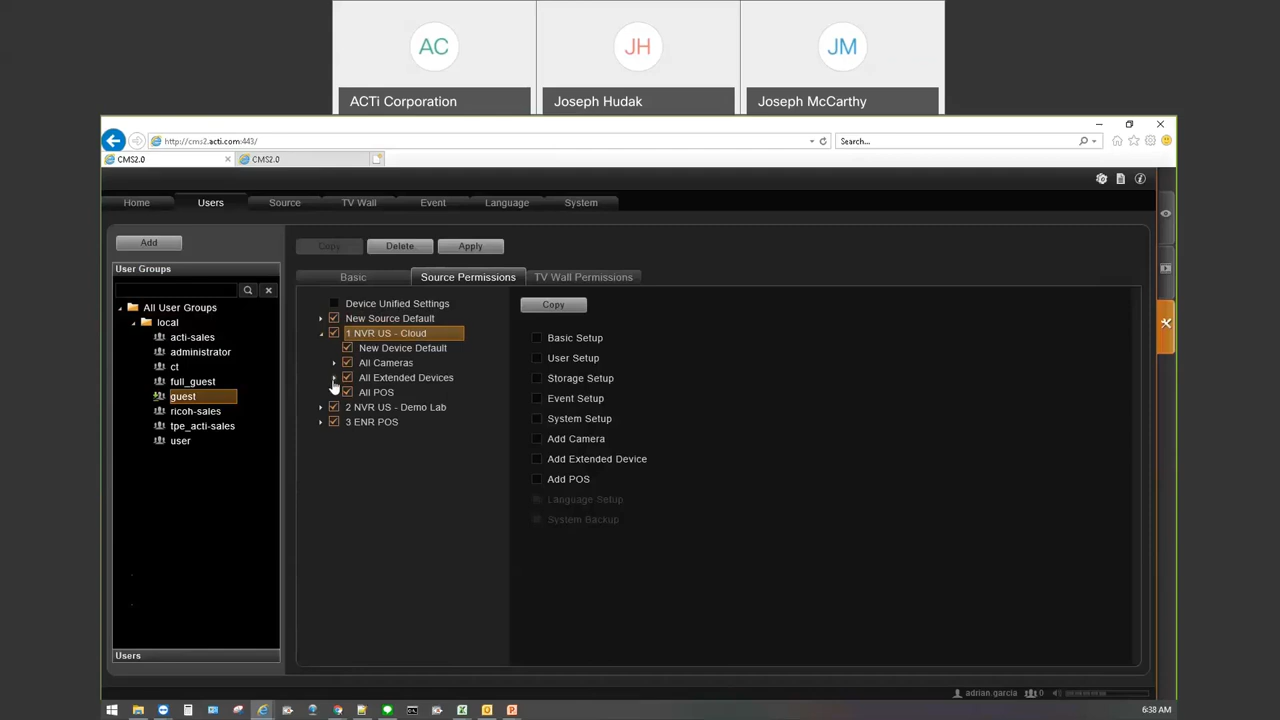 AC
JH
JM
ACTi Corporation
Joseph Hudak
Joseph McCarthy
http://cms2.acti.com:443/
Search...
CMS2.0
CMS2.0
Home
Users
Source
TV Wall
Event
Language
System
Add
Copy
Delete
Apply
User Groups
Basic
Source Permissions
TV Wall Permissions
All User Groups
local
acti-sales
administrator
ct
full_guest
guest
ricoh-sales
tpe_acti-sales
user
Users
Device Unified Settings
New Source Default
1 NVR US - Cloud
New Device Default
All Cameras
All Extended Devices
All POS
2 NVR US - Demo Lab
3 ENR POS
Copy
Basic Setup
User Setup
Storage Setup
Event Setup
System Setup
Add Camera
Add Extended Device
Add POS
Language Setup
System Backup
adrian.garcia
0
6:38 AM